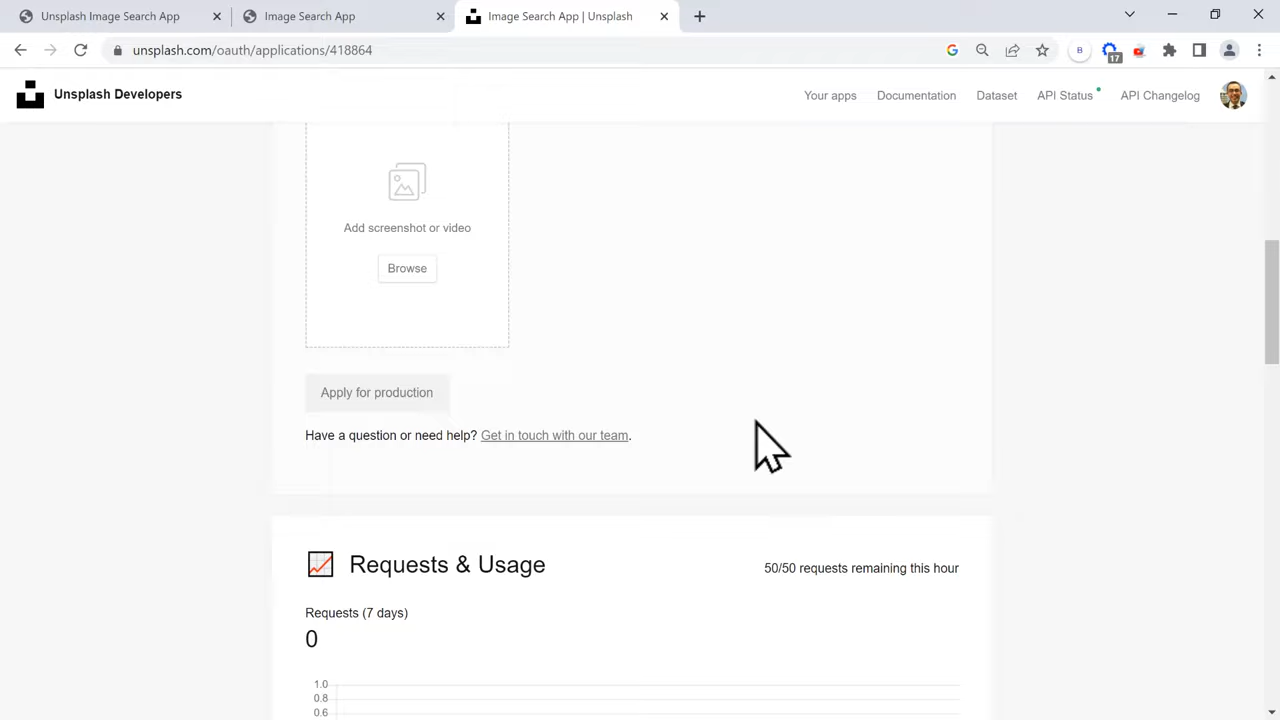 Unsplash Image Search App
Image Search App
Image Search App | Unsplash
unsplash.com/oauth/applications/418864
B
17
Unsplash Developers
Your apps
Documentation
Dataset
API Status
API Changelog
Add screenshot or video
Browse
Apply for production
Have a question or need help? Get in touch with our team.
Requests & Usage
50/50 requests remaining this hour
Requests (7 days)
0
1.0
0.8
0.6